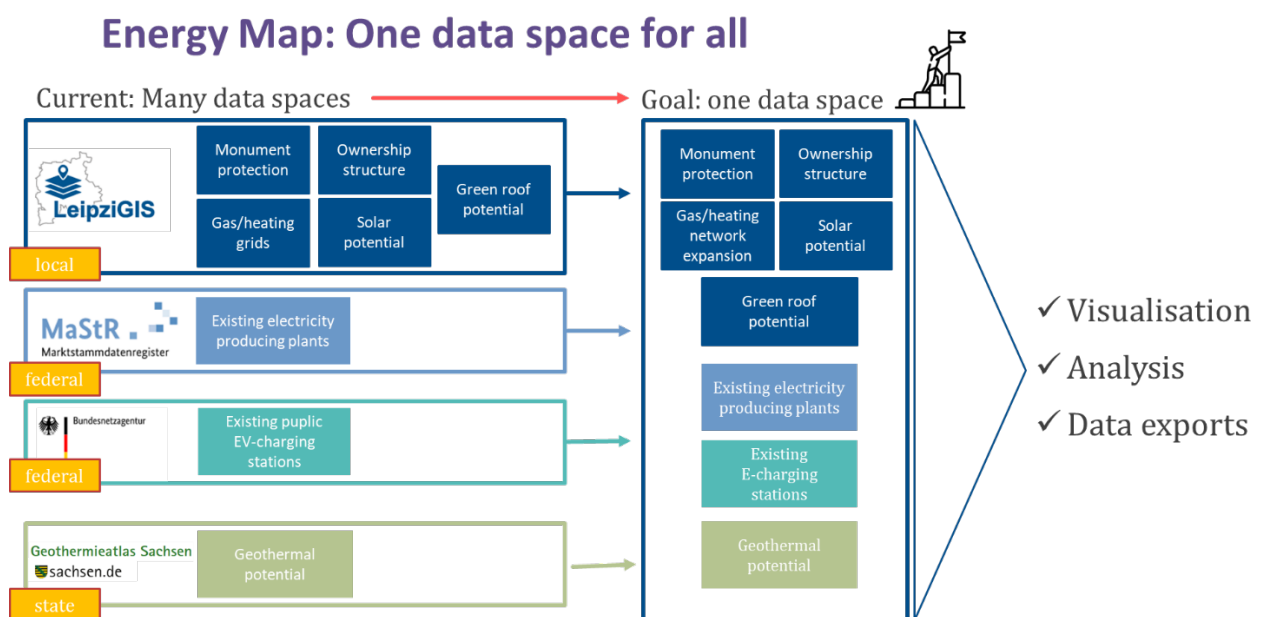 Energy Map: One data space for all
Current: Many data spaces
Goal: one data space
LeipziGIS
Monument
protection
Ownership
structure
Green roof
potential
Gas/heating
grids
Solar
potential
local
MaStR
Marktstammdatenregister
Existing electricity
producing plants
federal
Bundesnetzagentur
Existing puplic
EV-charging
stations
federal
Geothermieatlas Sachsen
sachsen.de
Geothermal
potential
state
Monument
protection
Ownership
structure
Gas/heating
network
expansion
Solar
potential
Green roof
potential
Existing electricity
producing plants
Existing
E-charging
stations
Geothermal
potential
✓ Visualisation
✓ Analysis
✓ Data exports